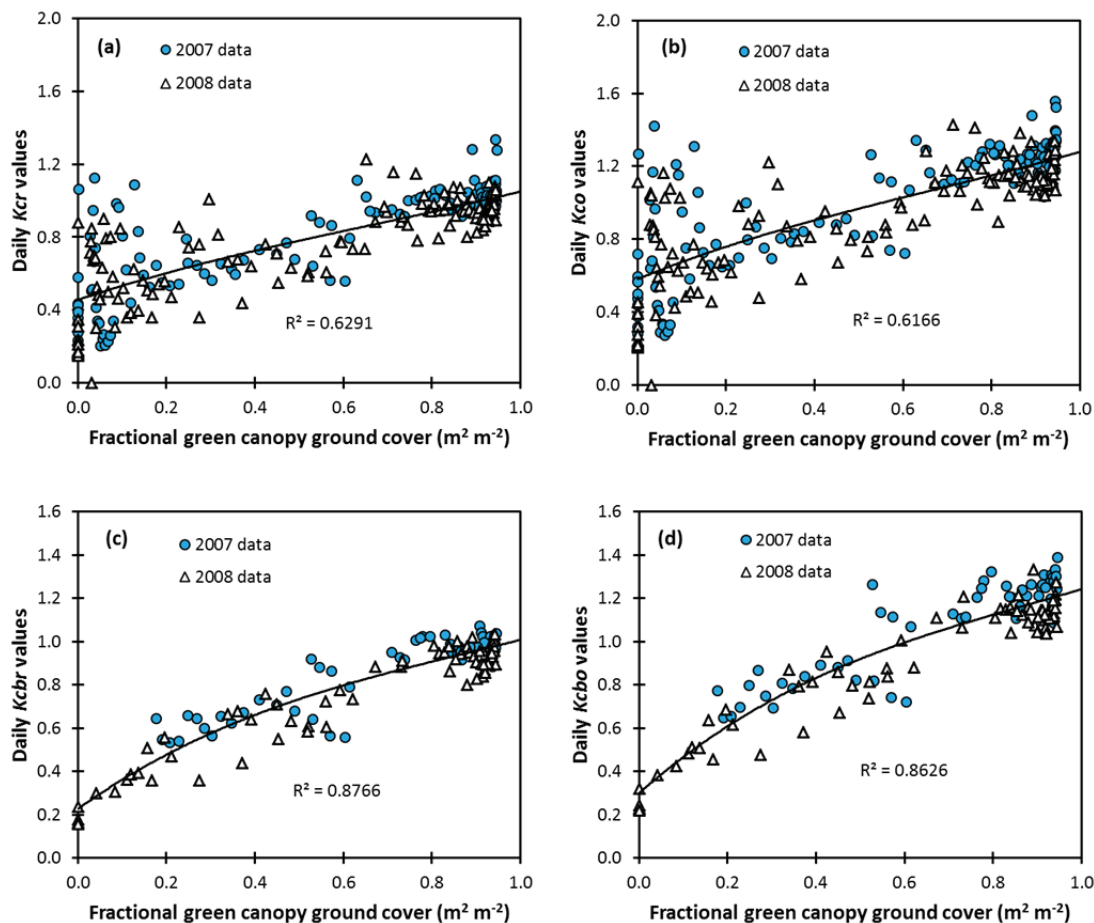 (a)
2007 data
2008 data
Daily Kcr values
2.0
1.6
1.2
0.8
0.4
0.0
R² = 0.6291
0.0 0.2 0.4 0.6 0.8 1.0
Fractional green canopy ground cover (m² m⁻²)
(b)
2007 data
2008 data
Daily Kco values
2.0
1.6
1.2
0.8
0.4
0.0
R² = 0.6166
0.0 0.2 0.4 0.6 0.8 1.0
Fractional green canopy ground cover (m² m⁻²)
(c)
2007 data
2008 data
Daily Kcbr values
1.6
1.4
1.2
1.0
0.8
0.6
0.4
0.2
0.0
R² = 0.8766
0.0 0.2 0.4 0.6 0.8 1.0
Fractional green canopy ground cover (m² m⁻²)
(d)
2007 data
2008 data
Daily Kcbo values
1.6
1.4
1.2
1.0
0.8
0.6
0.4
0.2
0.0
R² = 0.8626
0.0 0.2 0.4 0.6 0.8 1.0
Fractional green canopy ground cover (m² m⁻²)